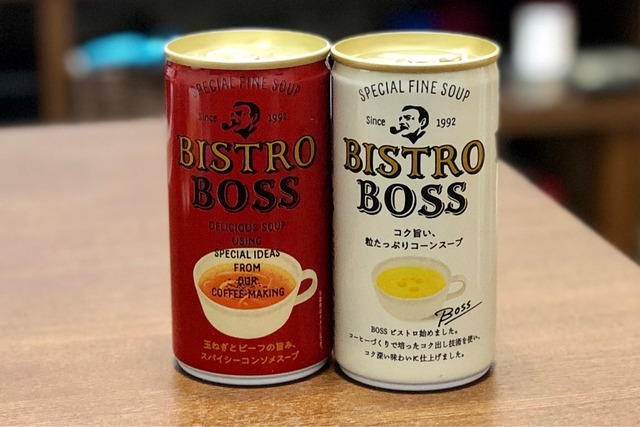 SPECIAL FINE SOUP
Since 1992
BISTRO
BOSS
DELICIOUS SOUP
USING
SPECIAL IDEAS
FROM
OUR
COFFEE-MAKING
玉ねぎとビーフの旨み、
スパイシーコンソメスープ
SPECIAL FINE SOUP
Since 1992
BISTRO
BOSS
コク旨い、
粒たっぷりコーンスープ
Boss
BOSS ビストロ始めました。
コーヒーづくりで培ったコク出し技術を使い、
コク深い味わいに仕上げました。